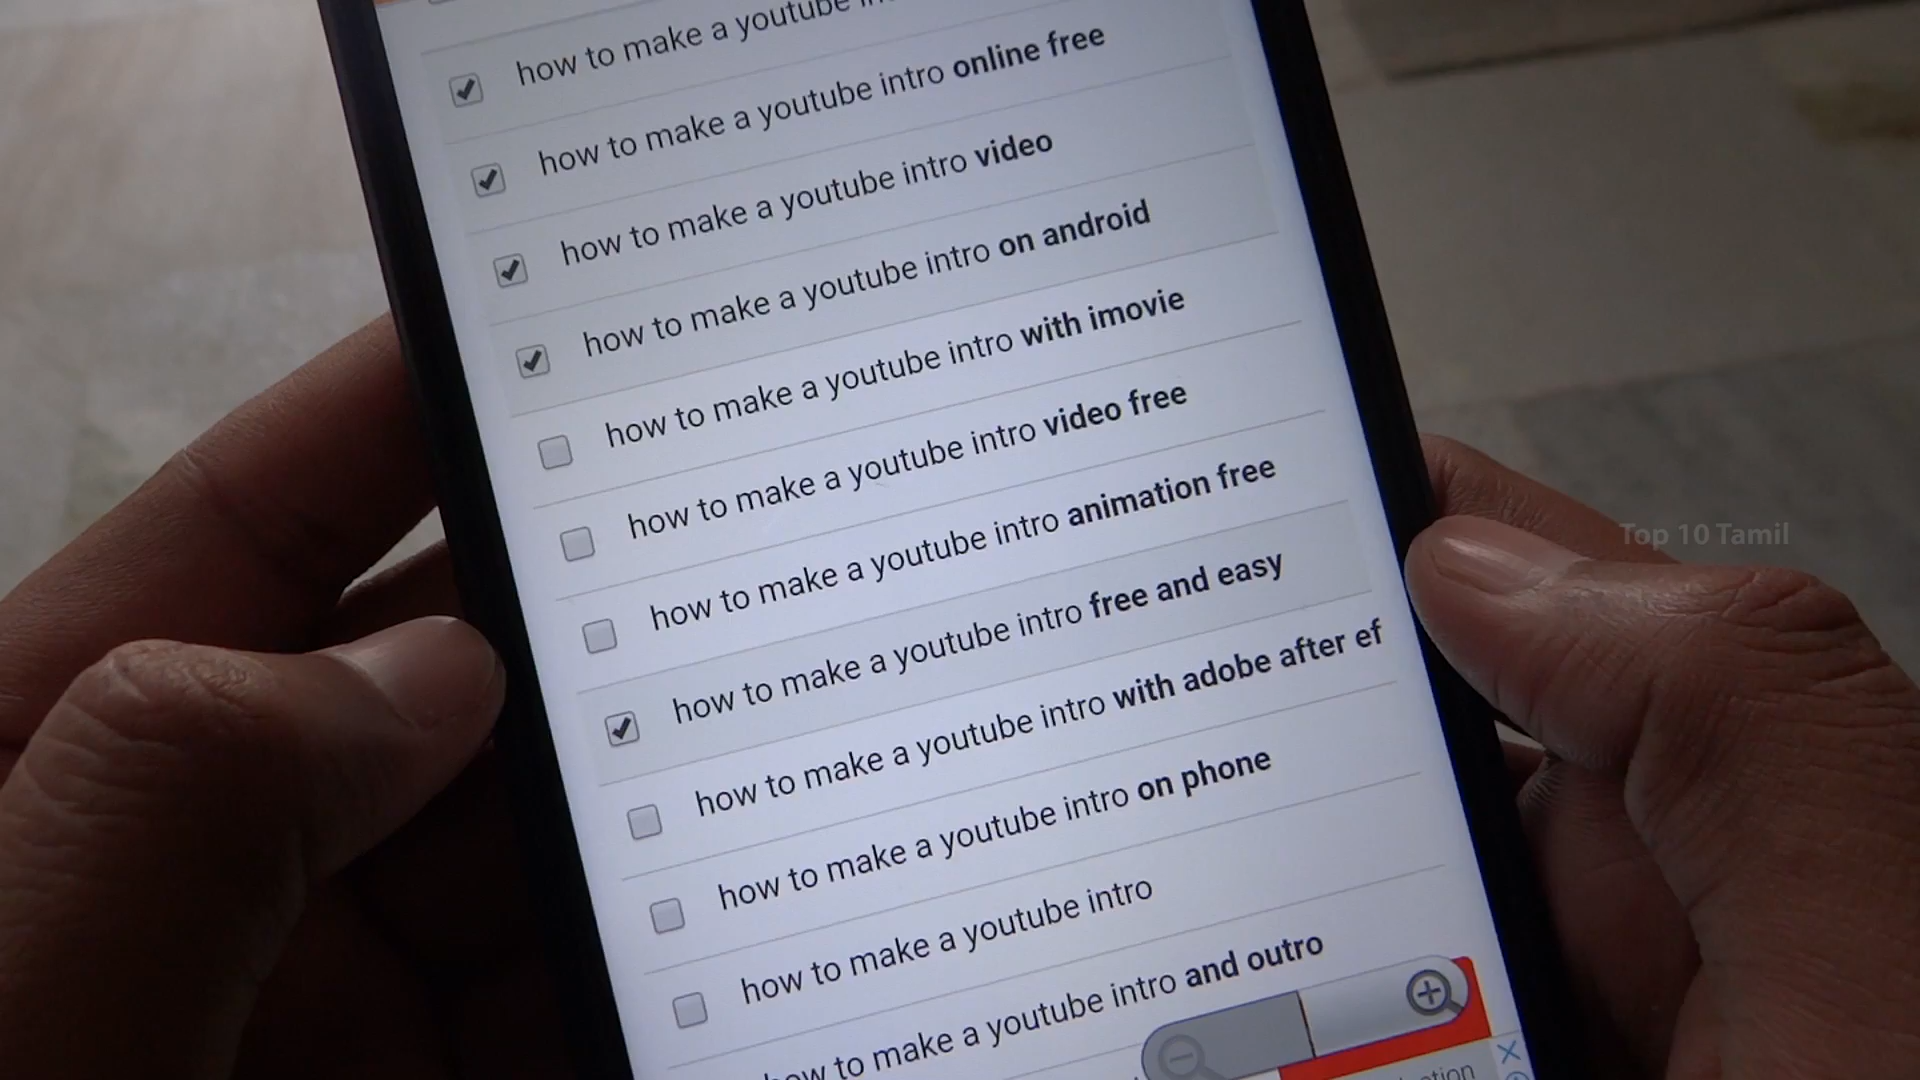 how to make a youtube
how to make a youtube intro online free
how to make a youtube intro video
how to make a youtube intro on android
how to make a youtube intro with imovie
how to make a youtube intro video free
how to make a youtube intro animation free
how to make a youtube intro free and easy
how to make a youtube intro with adobe after ef
how to make a youtube intro on phone
how to make a youtube intro
how to make a youtube intro and outro
Top 10 Tamil